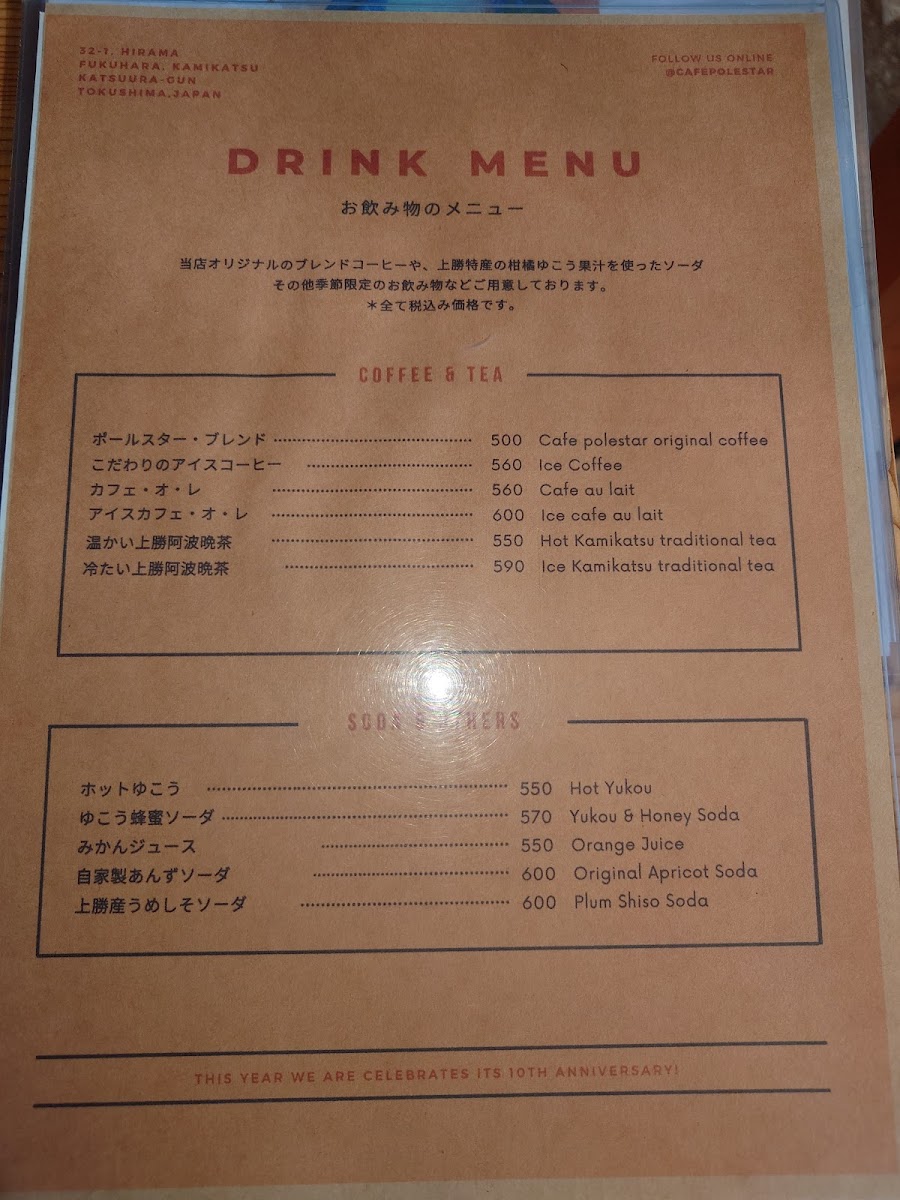 32-1, HIRAMA
FUKUHARA, KAMIKATSU
KATSUURA-GUN
TOKUSHIMA,JAPAN
FOLLOW US ONLINE
@CAFEPOLESTAR
DRINK MENU
お飲み物のメニュー
当店オリジナルのブレンドコーヒーや、上勝特産の柑橘ゆこう果汁を使ったソーダ
その他季節限定のお飲み物などご用意しております。
＊全て税込み価格です。
COFFEE & TEA
ポールスター・ブレンド 500 Cafe polestar original coffee
こだわりのアイスコーヒー 560 Ice Coffee
カフェ・オ・レ 560 Cafe au lait
アイスカフェ・オ・レ 600 Ice cafe au lait
温かい上勝阿波晩茶 550 Hot Kamikatsu traditional tea
冷たい上勝阿波晩茶 590 Ice Kamikatsu traditional tea
SODA & OTHERS
ホットゆこう 550 Hot Yukou
ゆこう蜂蜜ソーダ 570 Yukou & Honey Soda
みかんジュース 550 Orange Juice
自家製あんずソーダ 600 Original Apricot Soda
上勝産うめしそソーダ 600 Plum Shiso Soda
THIS YEAR WE ARE CELEBRATES ITS 10TH ANNIVERSARY!